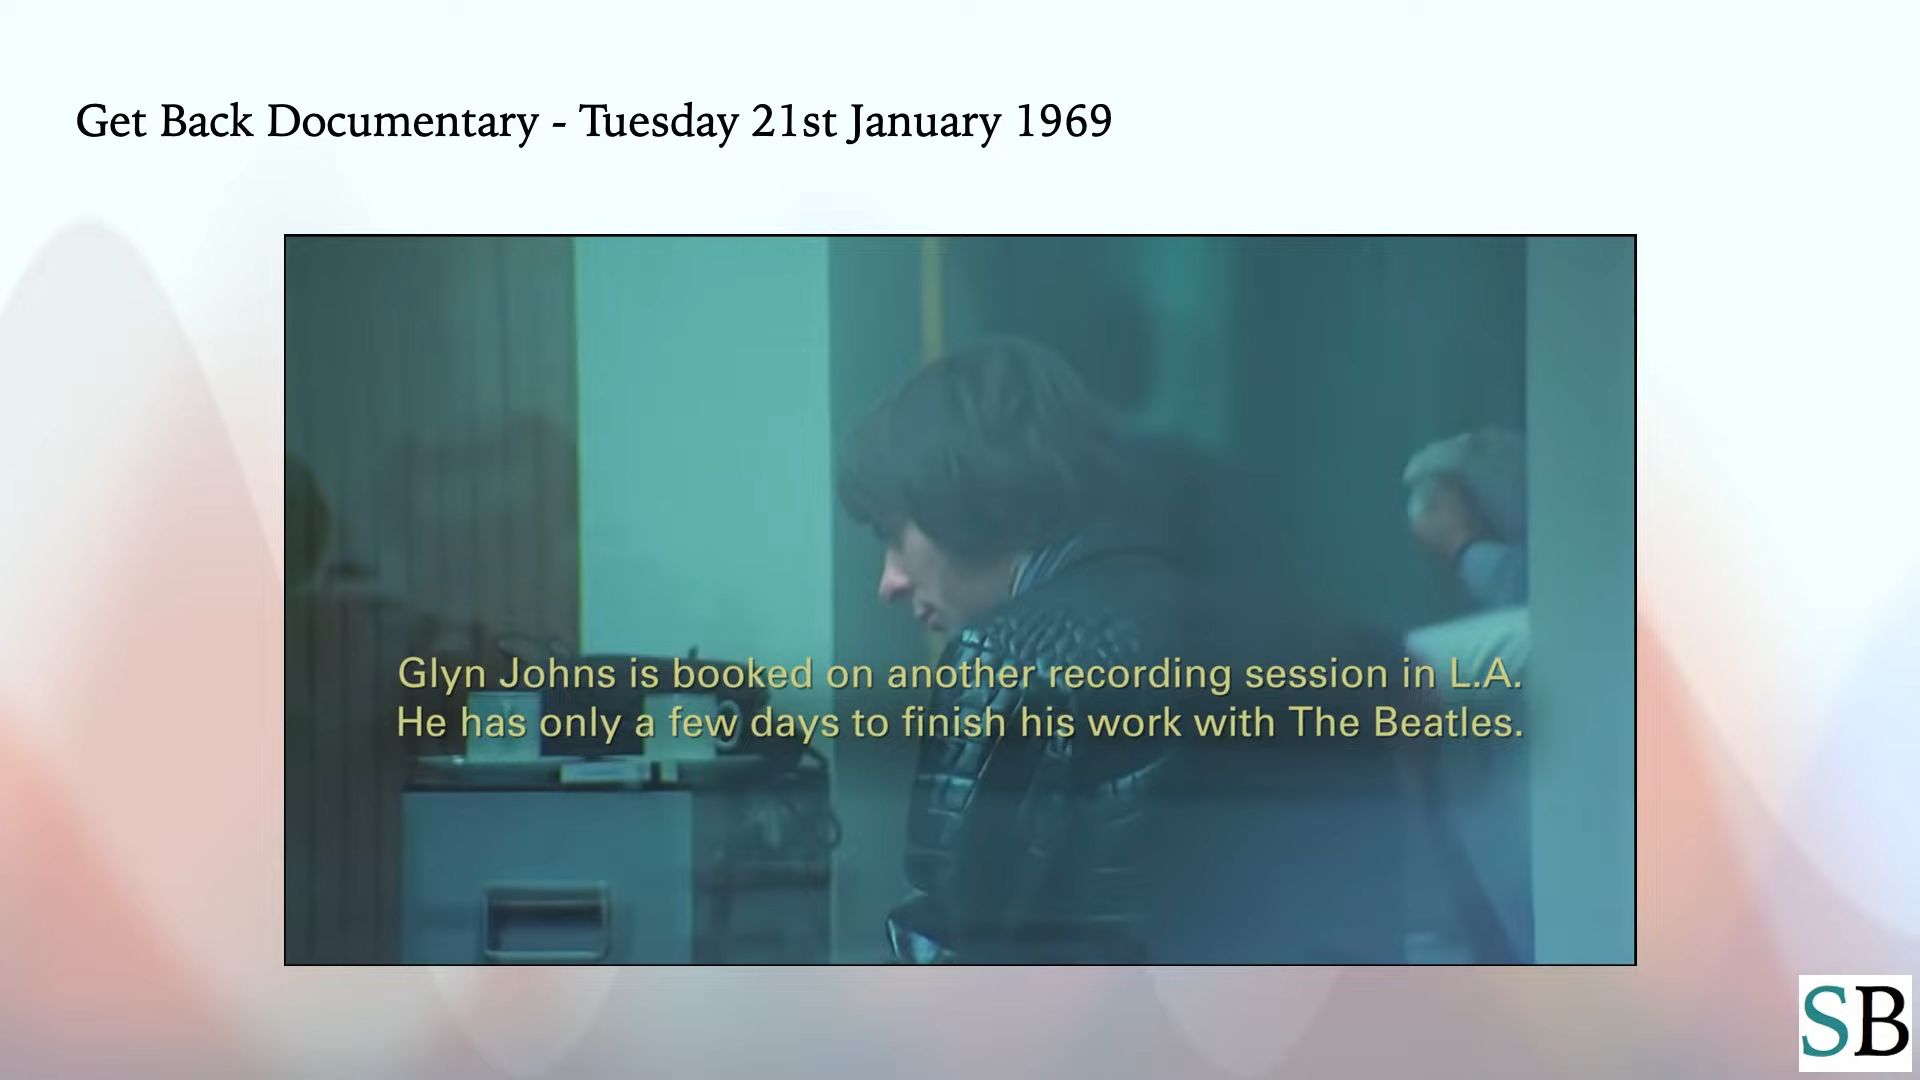 Get Back Documentary - Tuesday 21st January 1969
Glyn Johns is booked on another recording session in L.A.
He has only a few days to finish his work with The Beatles.
SB